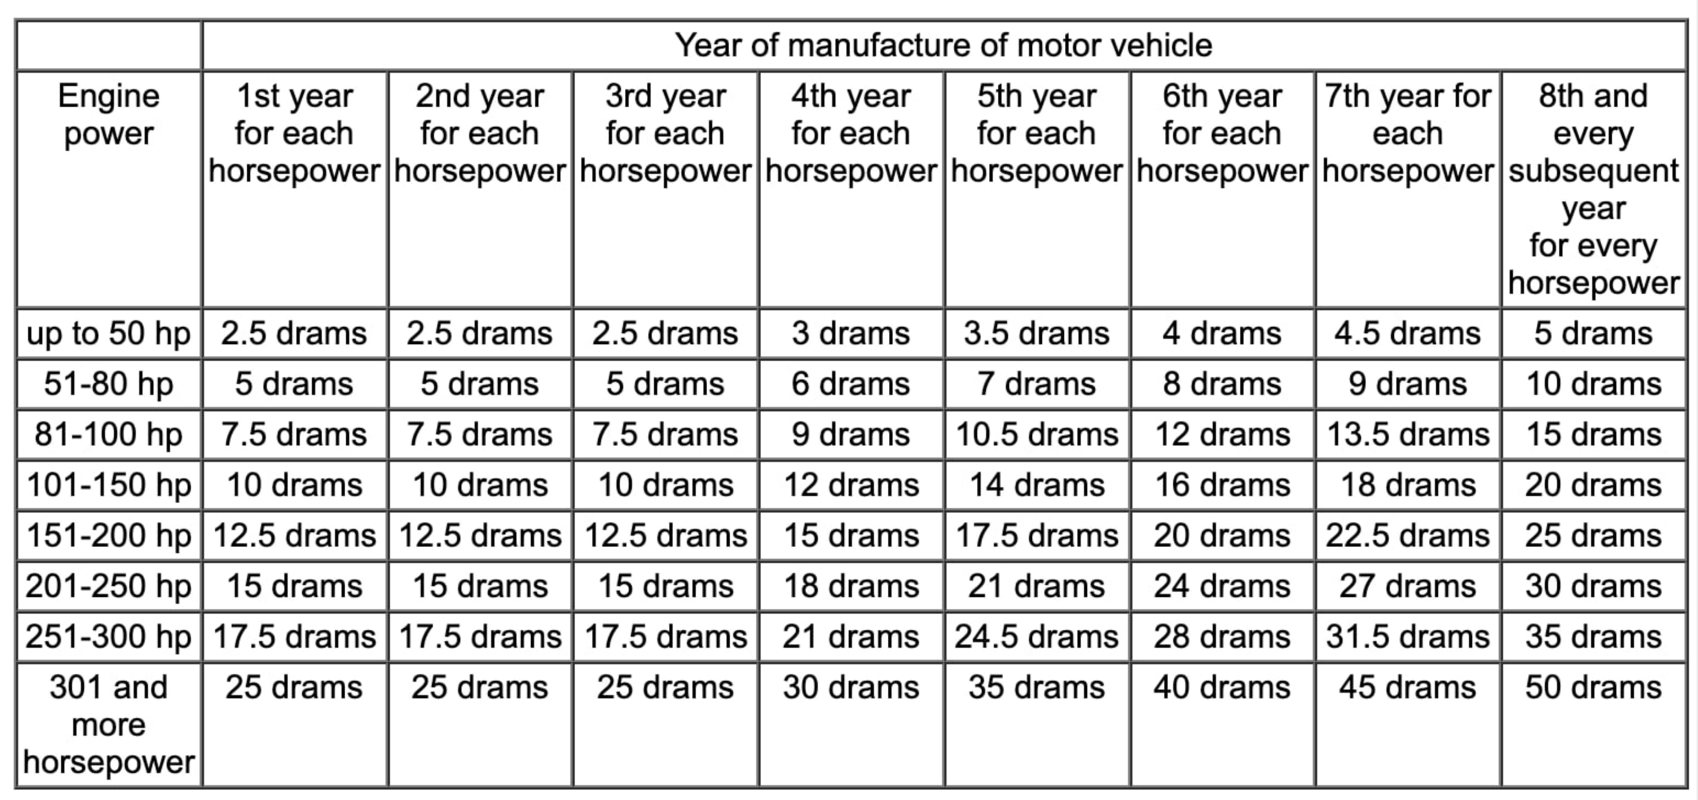 Year of manufacture of motor vehicle
Engine power 1st year for each horsepower 2nd year for each horsepower 3rd year for each horsepower 4th year for each horsepower 5th year for each horsepower 6th year for each horsepower 7th year for each horsepower 8th and every subsequent year for every horsepower
up to 50 hp 2.5 drams 2.5 drams 2.5 drams 3 drams 3.5 drams 4 drams 4.5 drams 5 drams
51-80 hp 5 drams 5 drams 5 drams 6 drams 7 drams 8 drams 9 drams 10 drams
81-100 hp 7.5 drams 7.5 drams 7.5 drams 9 drams 10.5 drams 12 drams 13.5 drams 15 drams
101-150 hp 10 drams 10 drams 10 drams 12 drams 14 drams 16 drams 18 drams 20 drams
151-200 hp 12.5 drams 12.5 drams 12.5 drams 15 drams 17.5 drams 20 drams 22.5 drams 25 drams
201-250 hp 15 drams 15 drams 15 drams 18 drams 21 drams 24 drams 27 drams 30 drams
251-300 hp 17.5 drams 17.5 drams 17.5 drams 21 drams 24.5 drams 28 drams 31.5 drams 35 drams
301 and more horsepower 25 drams 25 drams 25 drams 30 drams 35 drams 40 drams 45 drams 50 drams